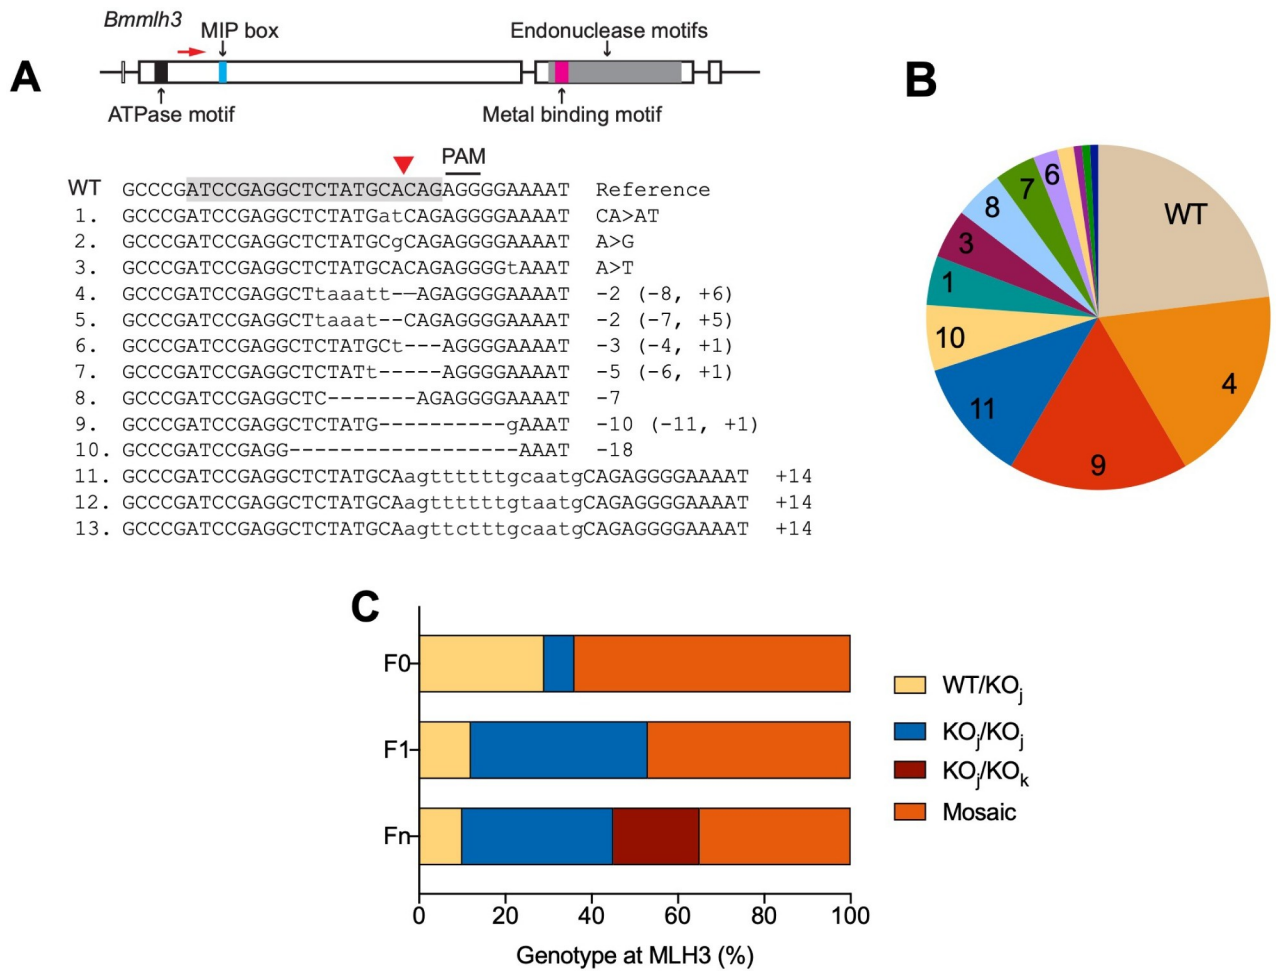 Bmmlh3
MIP box
Endonuclease motifs
A
ATPase motif
Metal binding motif
PAM
WT GCCCGATCCGAGGCTCTATGCACAGAGGGGAAAAT Reference
1. GCCCGATCCGAGGCTCTATGatCAGAGGGGAAAAT CA>AT
2. GCCCGATCCGAGGCTCTATGCgCAGAGGGGAAAAT A>G
3. GCCCGATCCGAGGCTCTATGCACAGAGGGGtAAAT A>T
4. GCCCGATCCGAGGCTtaaatt--AGAGGGGAAAAT -2 (-8, +6)
5. GCCCGATCCGAGGCTtaaat--CAGAGGGGAAAAT -2 (-7, +5)
6. GCCCGATCCGAGGCTCTATGCt---AGGGGAAAAT -3 (-4, +1)
7. GCCCGATCCGAGGCTCTATt-----AGGGGAAAAT -5 (-6, +1)
8. GCCCGATCCGAGGCTC-------AGAGGGGAAAAT -7
9. GCCCGATCCGAGGCTCTATG----------gAAAT -10 (-11, +1)
10. GCCCGATCCGAGG------------------AAAT -18
11. GCCCGATCCGAGGCTCTATGCAagttttttgcaatgCAGAGGGGAAAAT +14
12. GCCCGATCCGAGGCTCTATGCAagttttttgtaatgCAGAGGGGAAAAT +14
13. GCCCGATCCGAGGCTCTATGCAagttctttgcaatgCAGAGGGGAAAAT +14
B
WT
4
9
11
10
1
3
8
7
6
C
F0
F1
Fn
0 20 40 60 80 100
Genotype at MLH3 (%)
WT/KOj
KOj/KOj
KOj/KOk
Mosaic